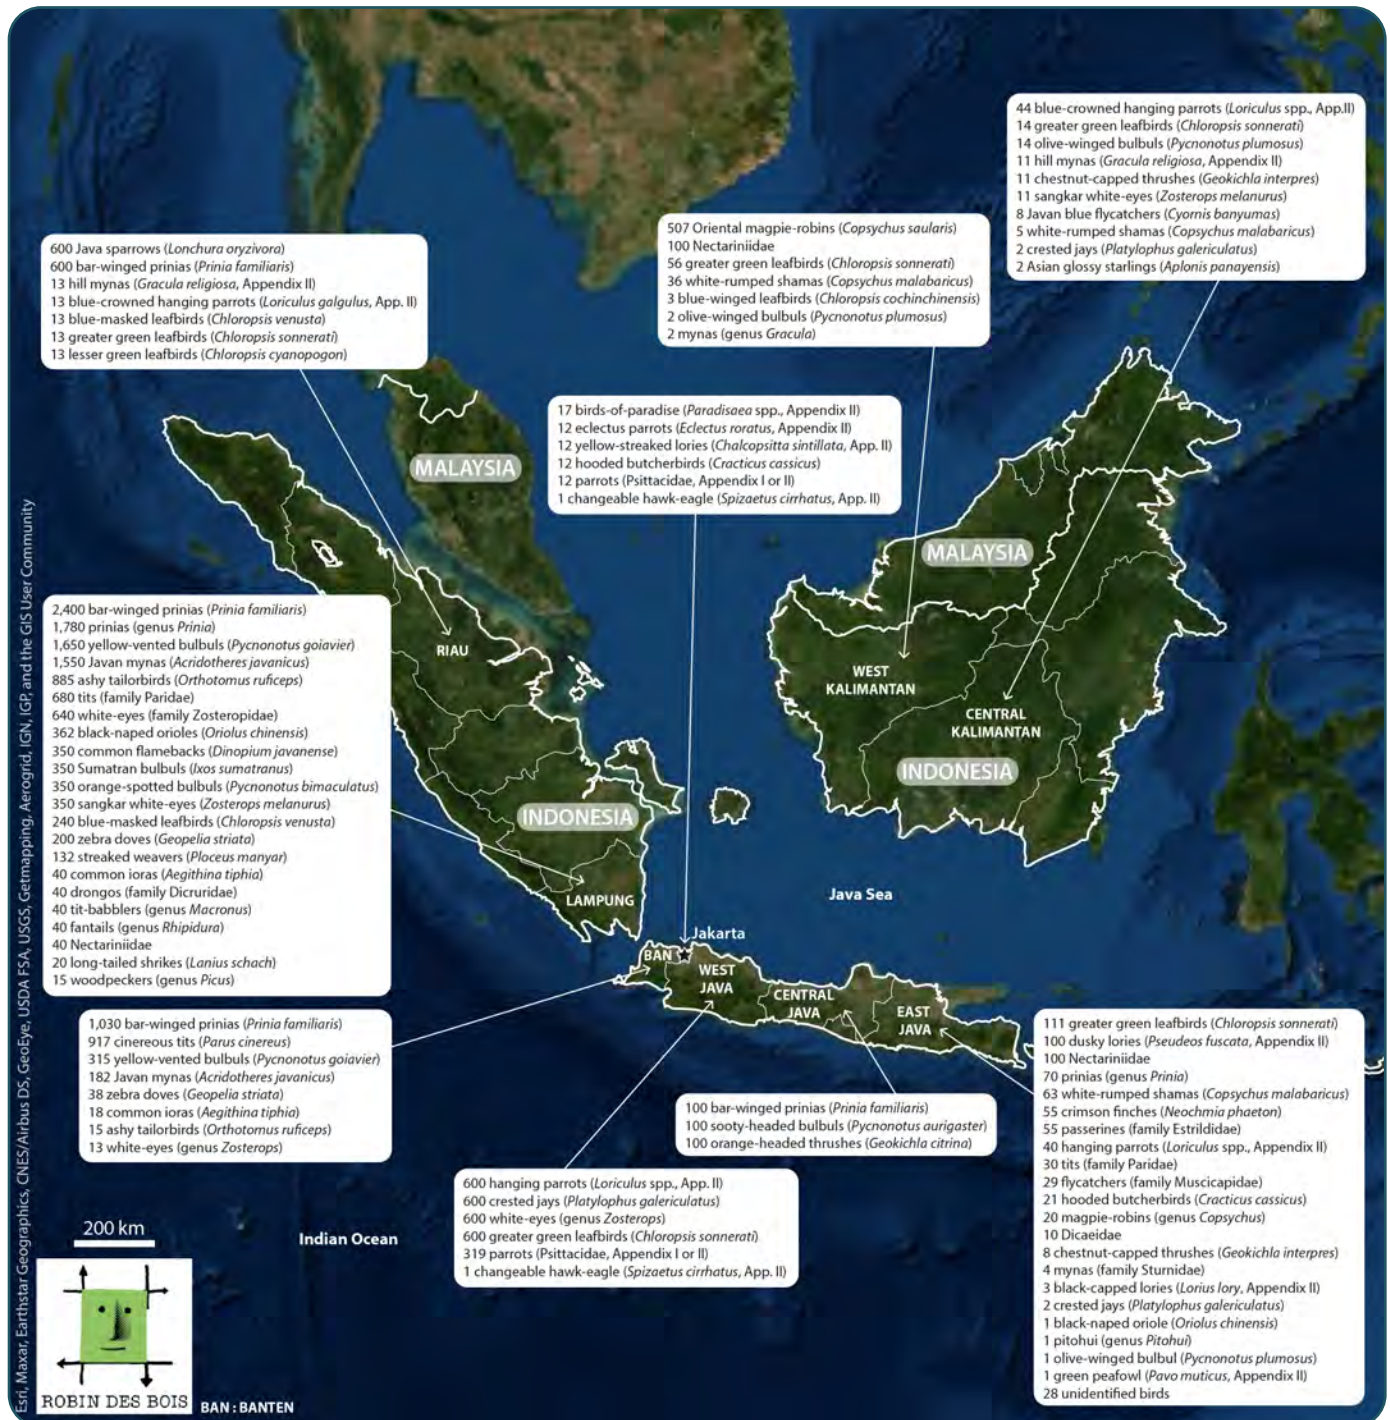 44 blue-crowned hanging parrots (Loriculus spp., App.II)
14 greater green leafbirds (Chloropsis sonnerati)
14 olive-winged bulbuls (Pycnonotus plumosus)
11 hill mynas (Gracula religiosa, Appendix II)
11 chestnut-capped thrushes (Geokichla interpres)
11 sangkar white-eyes (Zosterops melanurus)
8 Javan blue flycatchers (Cyornis banyumas)
5 white-rumped shamas (Copsychus malabaricus)
2 crested jays (Platylophus galericulatus)
2 Asian glossy starlings (Aplonis panayensis)
507 Oriental magpie-robins (Copsychus saularis)
100 Nectariniidae
56 greater green leafbirds (Chloropsis sonnerati)
36 white-rumped shamas (Copsychus malabaricus)
3 blue-winged leafbirds (Chloropsis cochinchinensis)
2 olive-winged bulbuls (Pycnonotus plumosus)
2 mynas (genus Gracula)
600 Java sparrows (Lonchura oryzivora)
600 bar-winged prinias (Prinia familiaris)
13 hill mynas (Gracula religiosa, Appendix II)
13 blue-crowned hanging parrots (Loriculus galgulus, App. II)
13 blue-masked leafbirds (Chloropsis venusta)
13 greater green leafbirds (Chloropsis sonnerati)
13 lesser green leafbirds (Chloropsis cyanopogon)
17 birds-of-paradise (Paradisaea spp., Appendix II)
12 eclectus parrots (Eclectus roratus, Appendix II)
12 yellow-streaked lories (Chalcopsitta sintillata, App. II)
12 hooded butcherbirds (Cracticus cassicus)
12 parrots (Psittacidae, Appendix I or II)
1 changeable hawk-eagle (Spizaetus cirrhatus, App. II)
MALAYSIA
MALAYSIA
RIAU
WEST
KALIMANTAN
CENTRAL
KALIMANTAN
INDONESIA
INDONESIA
LAMPUNG
Java Sea
Jakarta
BAN
WEST
JAVA
CENTRAL
JAVA
EAST
JAVA
2,400 bar-winged prinias (Prinia familiaris)
1,780 prinias (genus Prinia)
1,650 yellow-vented bulbuls (Pycnonotus goiavier)
1,550 Javan mynas (Acridotheres javanicus)
885 ashy tailorbirds (Orthotomus ruficeps)
680 tits (family Paridae)
640 white-eyes (family Zosteropidae)
362 black-naped orioles (Oriolus chinensis)
350 common flamebacks (Dinopium javanense)
350 Sumatran bulbuls (Ixos sumatranus)
350 orange-spotted bulbuls (Pycnonotus bimaculatus)
350 sangkar white-eyes (Zosterops melanurus)
240 blue-masked leafbirds (Chloropsis venusta)
200 zebra doves (Geopelia striata)
132 streaked weavers (Ploceus manyar)
40 common ioras (Aegithina tiphia)
40 drongos (family Dicruridae)
40 tit-babblers (genus Macronus)
40 fantails (genus Rhipidura)
40 Nectariniidae
20 long-tailed shrikes (Lanius schach)
15 woodpeckers (genus Picus)
1,030 bar-winged prinias (Prinia familiaris)
917 cinereous tits (Parus cinereus)
315 yellow-vented bulbuls (Pycnonotus goiavier)
182 Javan mynas (Acridotheres javanicus)
38 zebra doves (Geopelia striata)
18 common ioras (Aegithina tiphia)
15 ashy tailorbirds (Orthotomus ruficeps)
13 white-eyes (genus Zosterops)
100 bar-winged prinias (Prinia familiaris)
100 sooty-headed bulbuls (Pycnonotus aurigaster)
100 orange-headed thrushes (Geokichla citrina)
600 hanging parrots (Loriculus spp., App. II)
600 crested jays (Platylophus galericulatus)
600 white-eyes (genus Zosterops)
600 greater green leafbirds (Chloropsis sonnerati)
319 parrots (Psittacidae, Appendix I or II)
1 changeable hawk-eagle (Spizaetus cirrhatus, App. II)
111 greater green leafbirds (Chloropsis sonnerati)
100 dusky lories (Pseudeos fuscata, Appendix II)
100 Nectariniidae
70 prinias (genus Prinia)
63 white-rumped shamas (Copsychus malabaricus)
55 crimson finches (Neochmia phaeton)
55 passerines (family Estrildidae)
40 hanging parrots (Loriculus spp., Appendix II)
30 tits (family Paridae)
29 flycatchers (family Muscicapidae)
21 hooded butcherbirds (Cracticus cassicus)
20 magpie-robins (genus Copsychus)
10 Dicaeidae
8 chestnut-capped thrushes (Geokichla interpres)
4 mynas (family Sturnidae)
3 black-capped lories (Lorius lory, Appendix II)
2 crested jays (Platylophus galericulatus)
1 black-naped oriole (Oriolus chinensis)
1 pitohui (genus Pitohui)
1 olive-winged bulbul (Pycnonotus plumosus)
1 green peafowl (Pavo muticus, Appendix II)
28 unidentified birds
200 km
Indian Ocean
ROBIN DES BOIS
BAN : BANTEN
Esri, Maxar, Earthstar Geographics, CNES/Airbus DS, GeoEye, USDA FSA, USGS, Getmapping, Aerogrid, IGN, IGP, and the GIS User Community